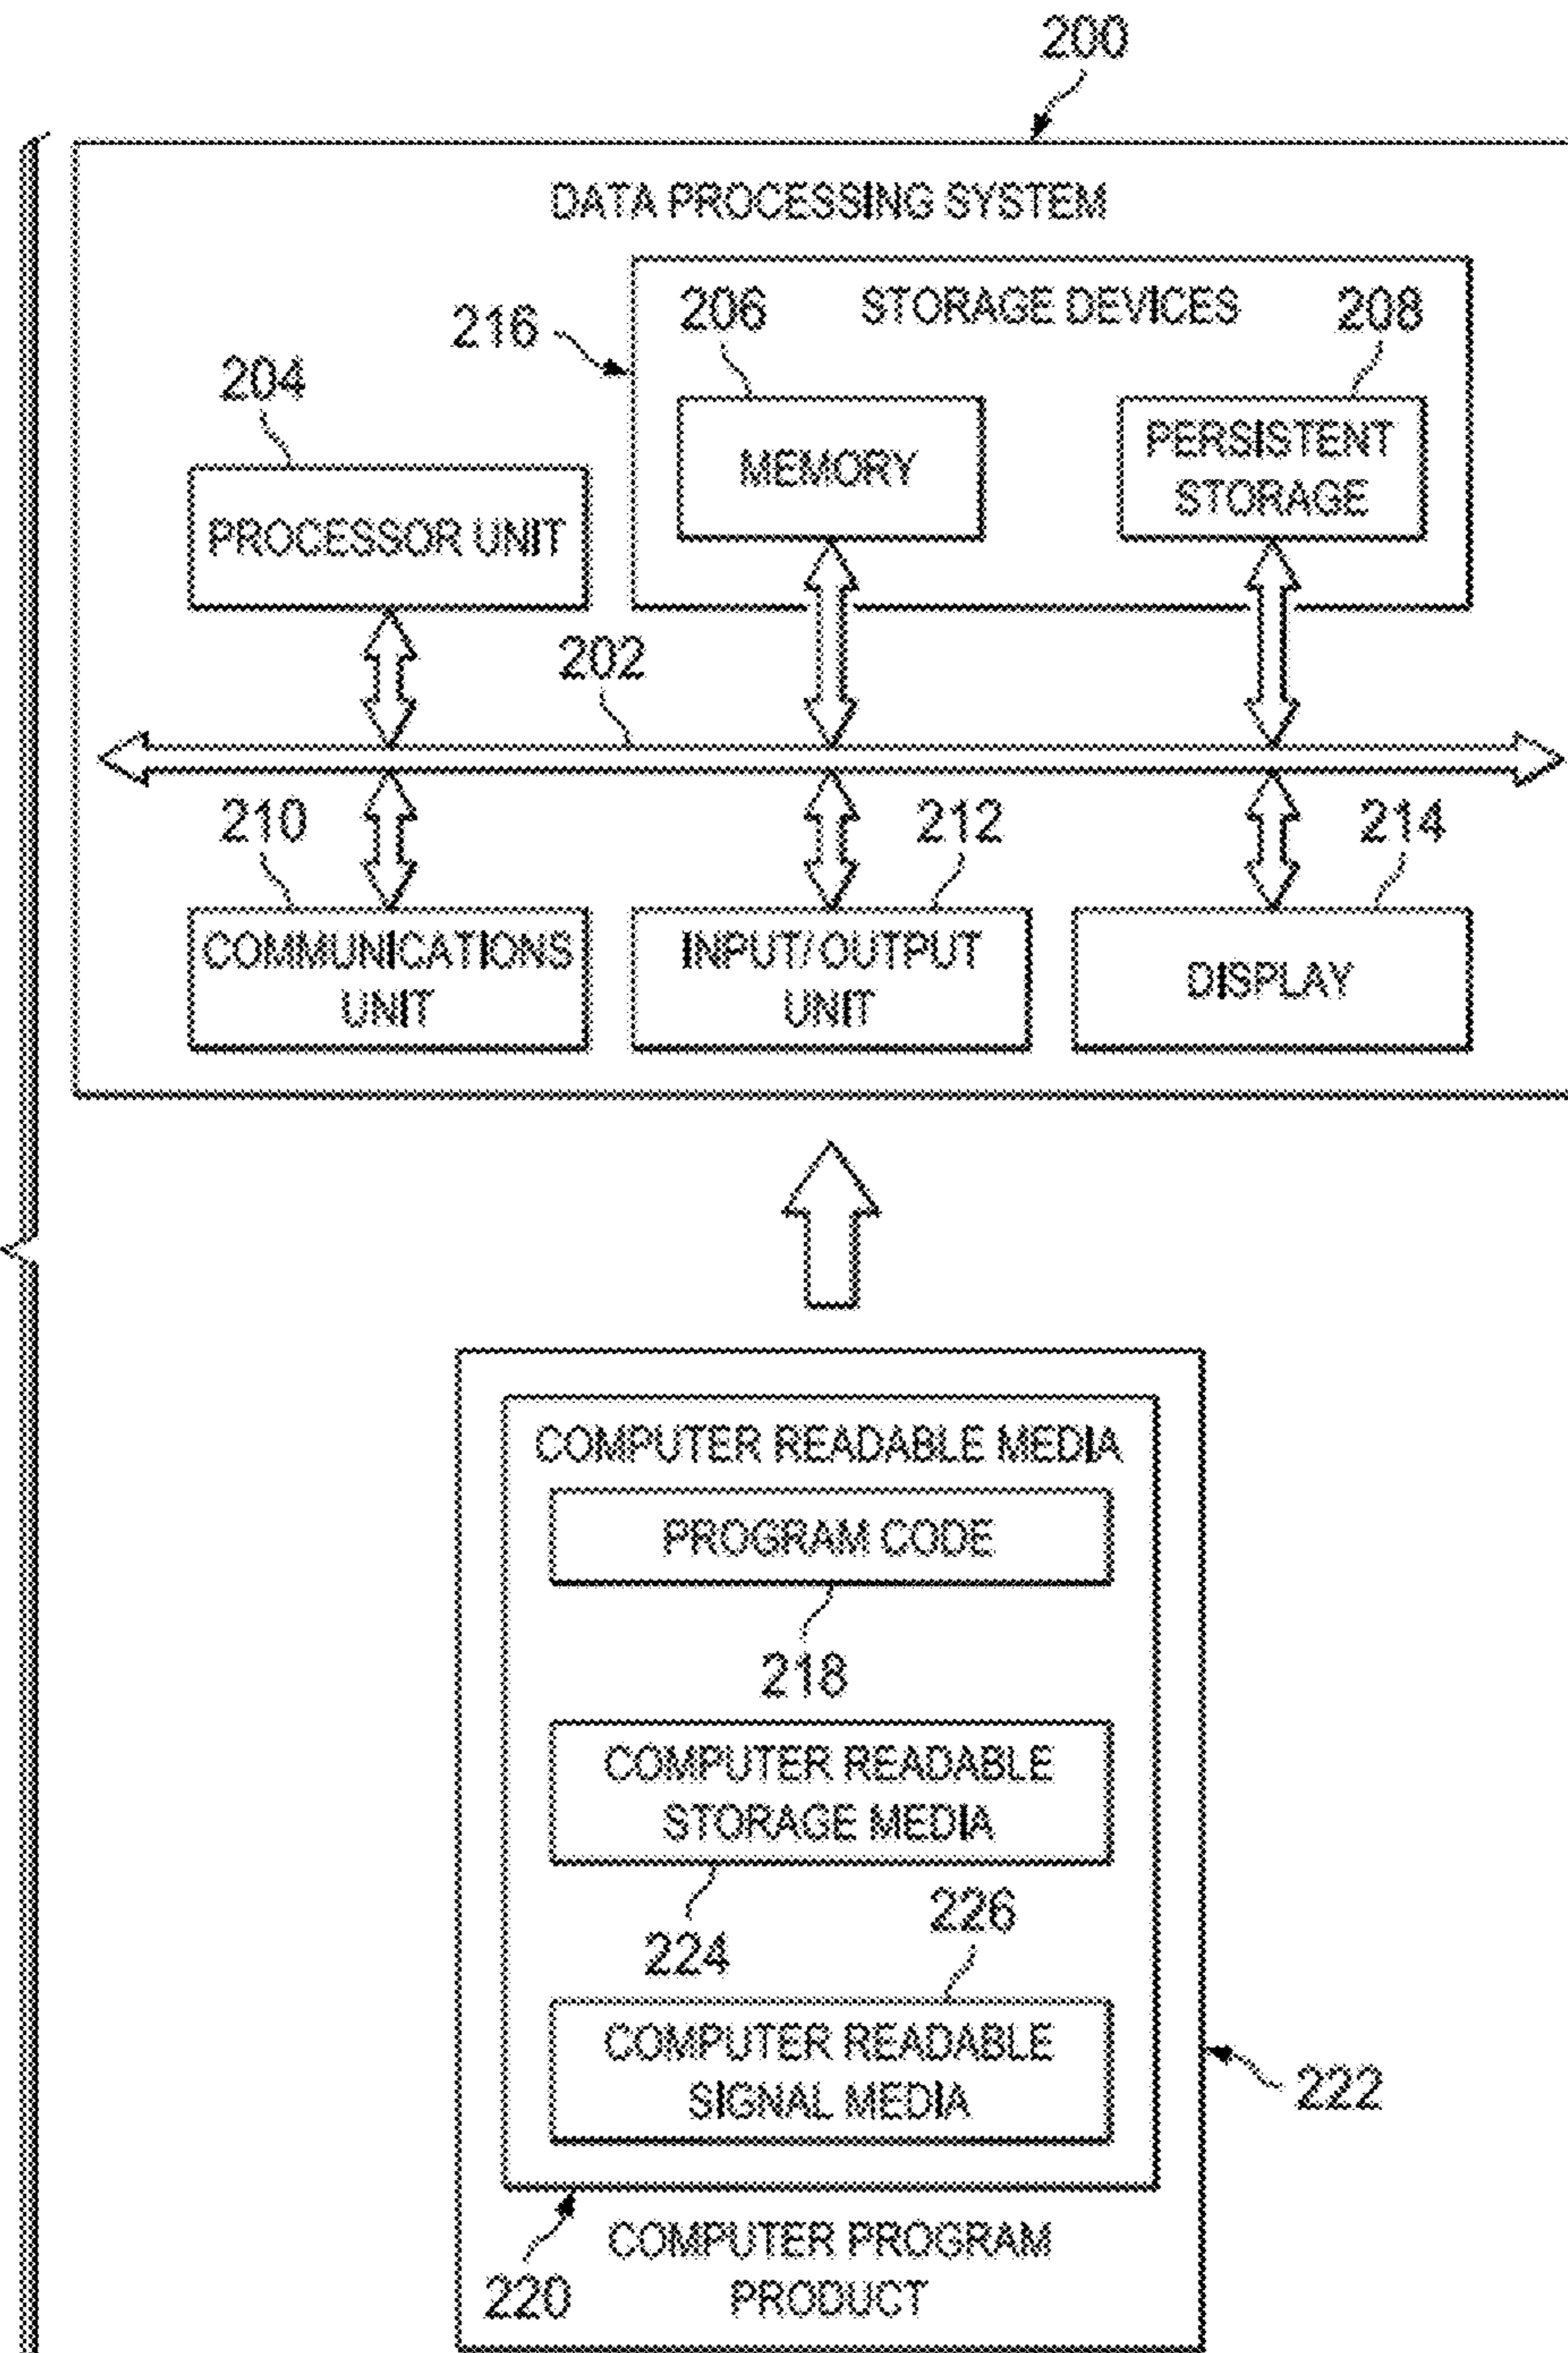 200
DATA PROCESSING SYSTEM
216
206
STORAGE DEVICES
208
204
MEMORY
PERSISTENT
STORAGE
PROCESSOR UNIT
202
210
212
214
COMMUNICATIONS
UNIT
INPUT/OUTPUT
UNIT
DISPLAY
COMPUTER READABLE MEDIA
PROGRAM CODE
218
COMPUTER READABLE
STORAGE MEDIA
224
226
COMPUTER READABLE
SIGNAL MEDIA
222
220
COMPUTER PROGRAM
PRODUCT